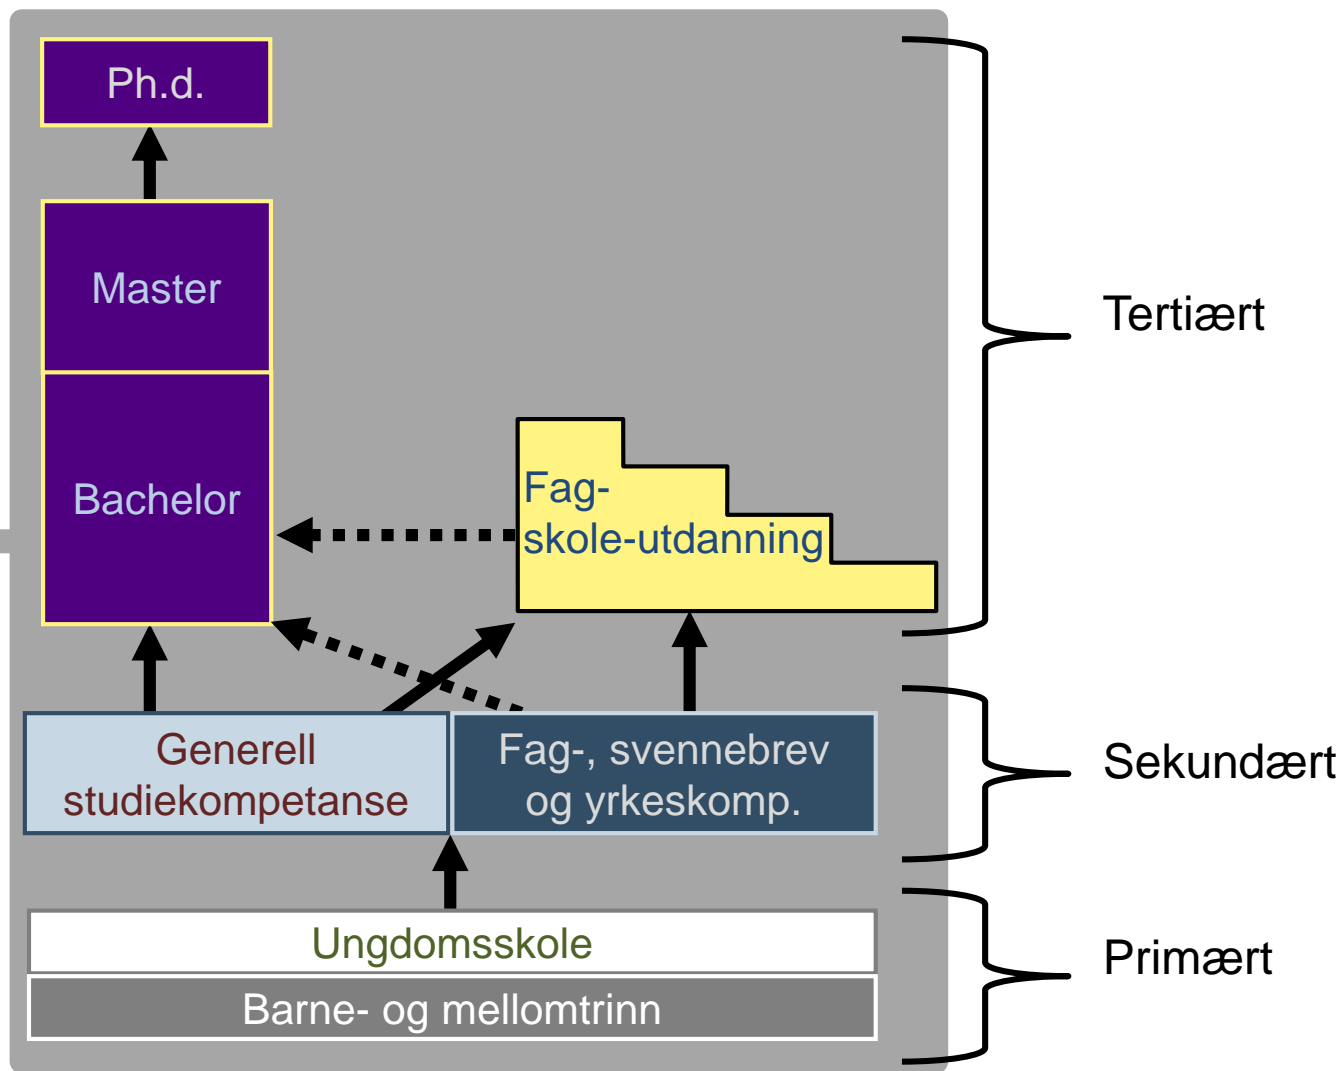 Ph.d.
Master
Tertiært
Bachelor
Fag-
skole-utdanning
Generell
studiekompetanse
Fag-, svennebrev
og yrkeskomp.
Sekundært
Ungdomsskole
Primært
Barne- og mellomtrinn